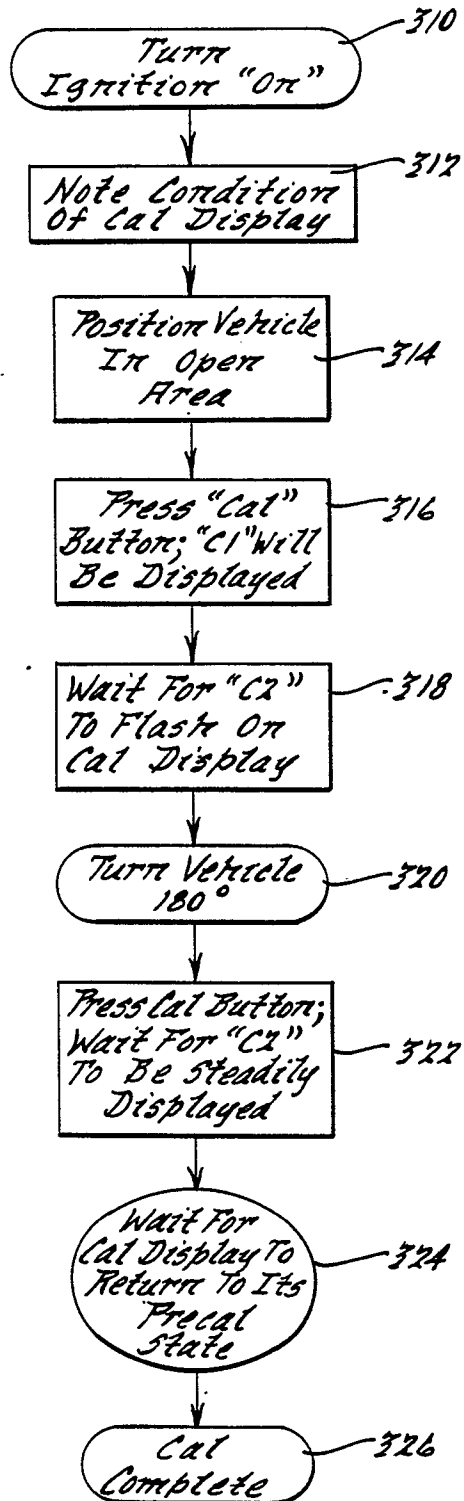 310
Turn
Ignition "On"
312
Note Condition
Of Cal Display
Position Vehicle
In Open
Area
314
Press "Cal"
Button; "C1" Will
Be Displayed
316
Wait For "C2"
To Flash On
Cal Display
318
Turn Vehicle
180°
320
Press Cal Button;
Wait For "C2"
To Be Steadily
Displayed
322
Wait For
Cal Display To
Return To Its
Precal
State
324
Cal
Complete
326